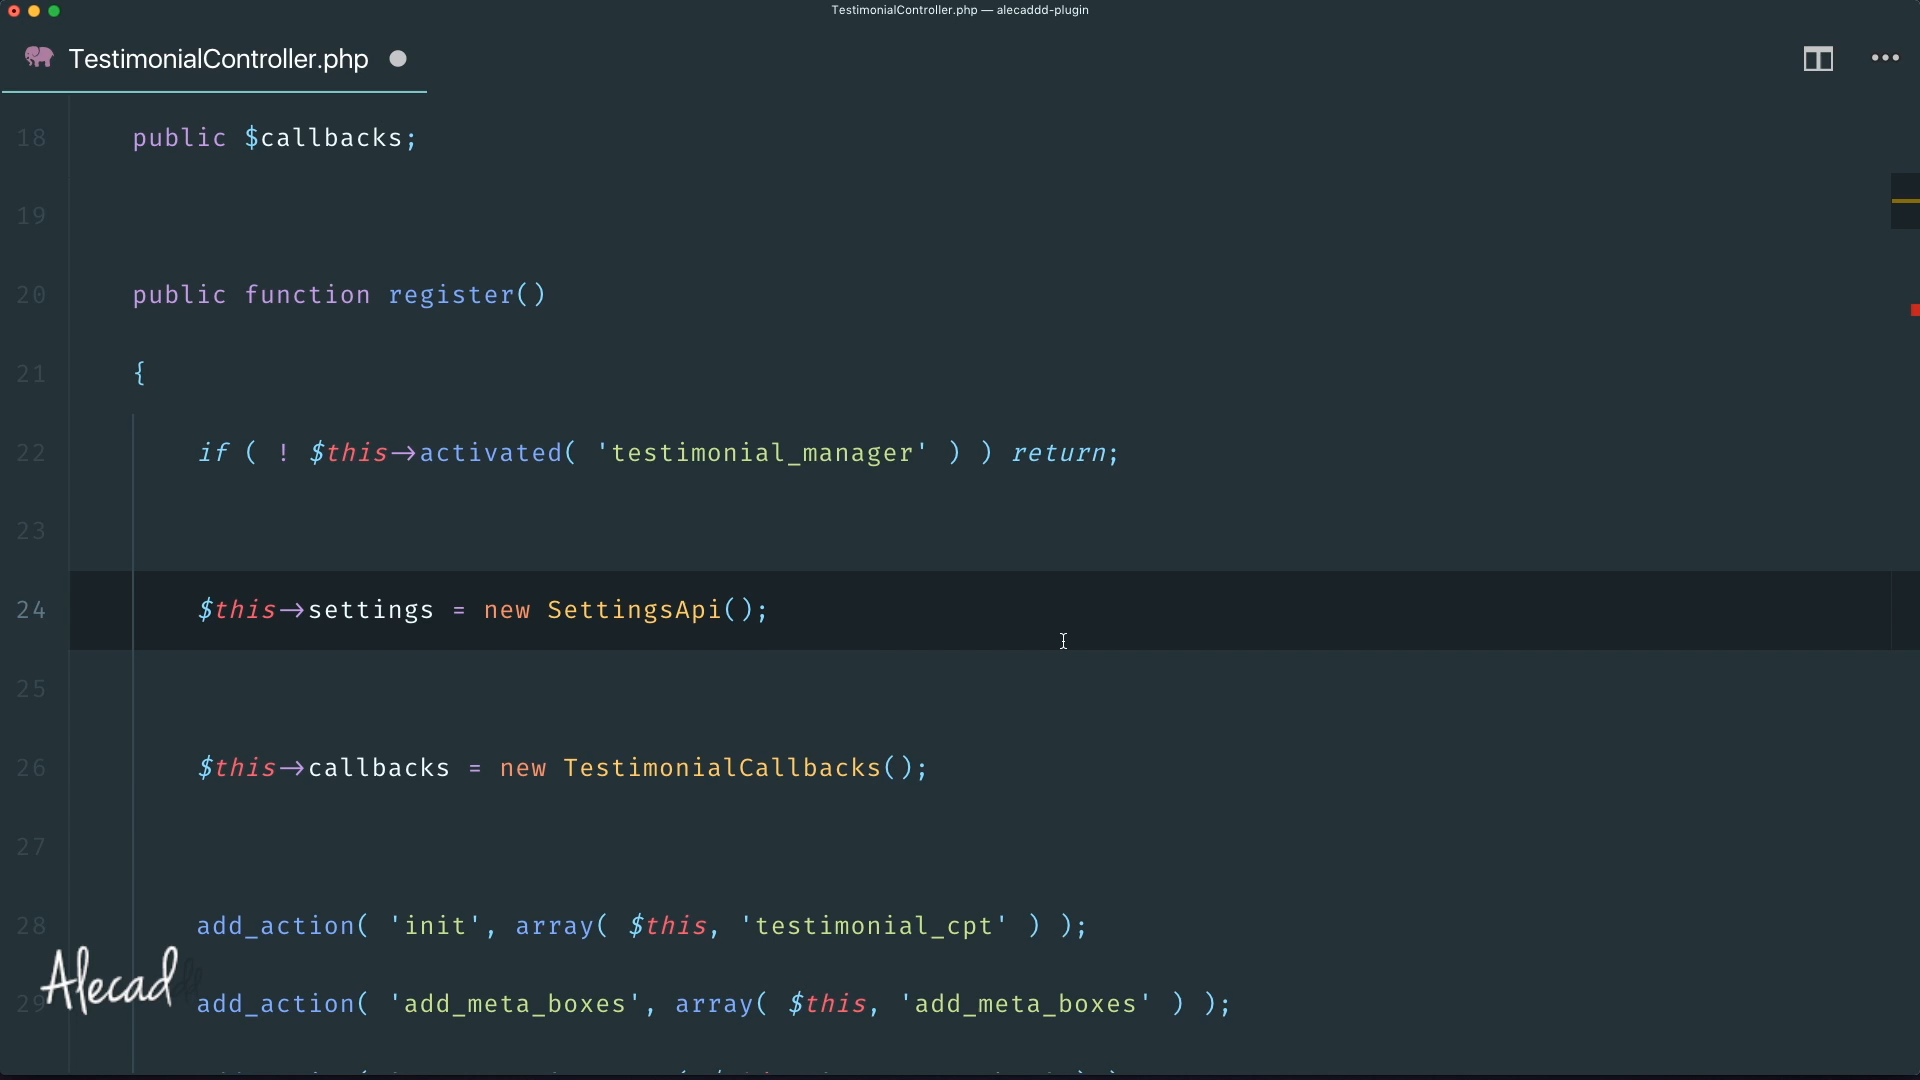 TestimonialController.php — alecaddd-plugin
TestimonialController.php
18 public $callbacks;
19
20 public function register()
21 {
22 if ( ! $this->activated( 'testimonial_manager' ) ) return;
23
24 $this->settings = new SettingsApi();
25
26 $this->callbacks = new TestimonialCallbacks();
27
28 add_action( 'init', array( $this, 'testimonial_cpt' ) );
29 add_action( 'add_meta_boxes', array( $this, 'add_meta_boxes' ) );
Alecad